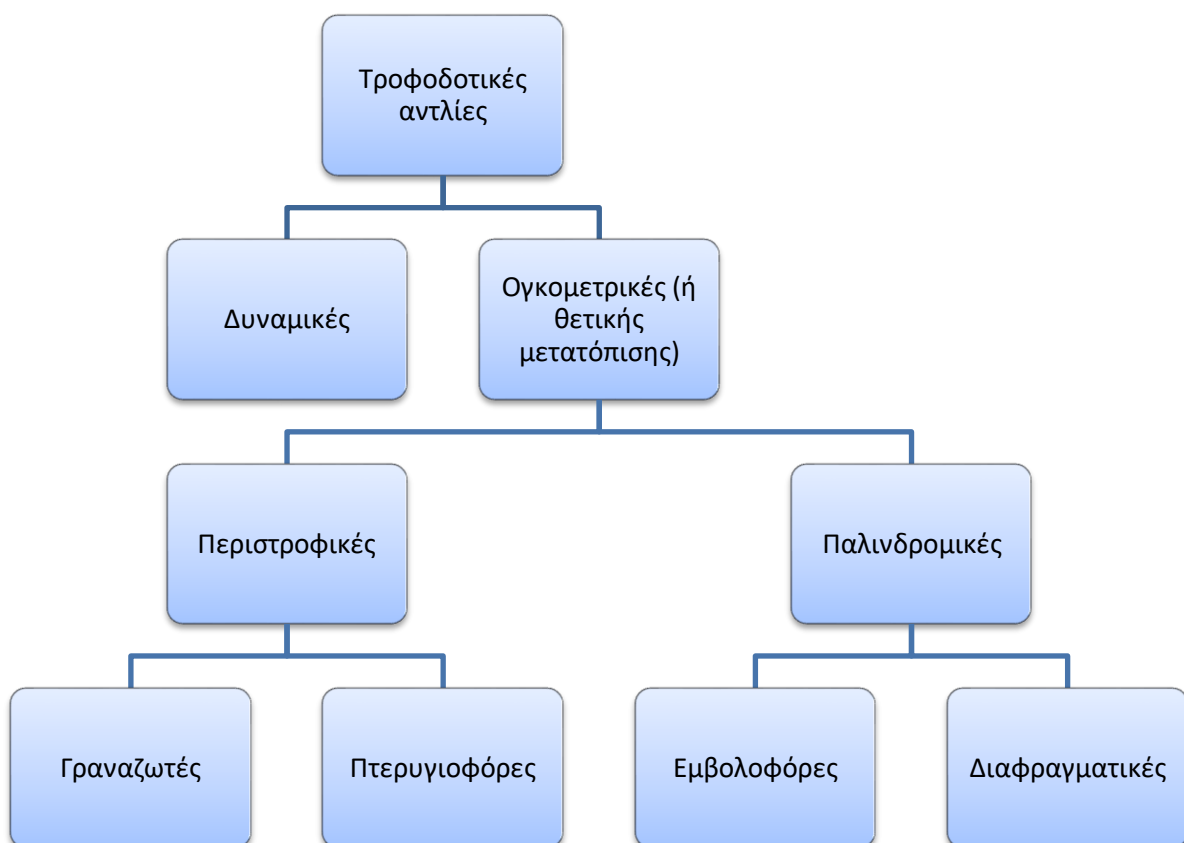 Τροφοδοτικές
αντλίες
Δυναμικές
Ογκομετρικές (ή
θετικής
μετατόπισης)
Περιστροφικές
Παλινδρομικές
Γραναζωτές
Πτερυγιοφόρες
Εμβολοφόρες
Διαφραγματικές